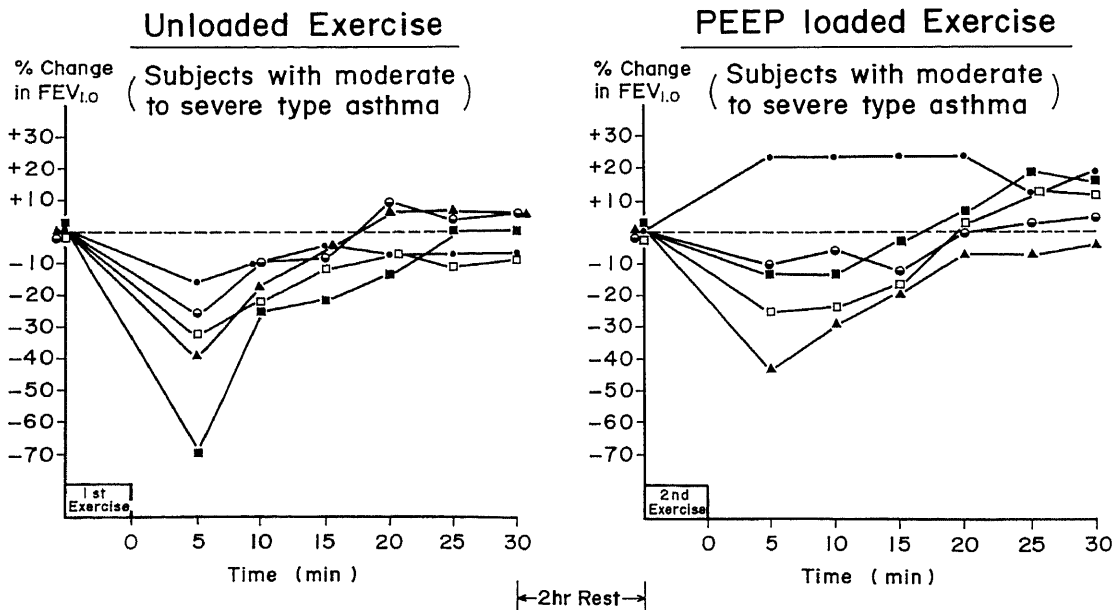 Unloaded Exercise
% Change
in FEV1.0
( Subjects with moderate
to severe type asthma )
+30
+20
+10
-10
-20
-30
-40
-50
-60
-70
1st
Exercise
0 5 10 15 20 25 30
Time (min)
PEEP loaded Exercise
% Change
in FEV1.0
( Subjects with moderate
to severe type asthma )
+30
+20
+10
-10
-20
-30
-40
-50
-60
-70
2nd
Exercise
0 5 10 15 20 25 30
Time (min)
2hr Rest